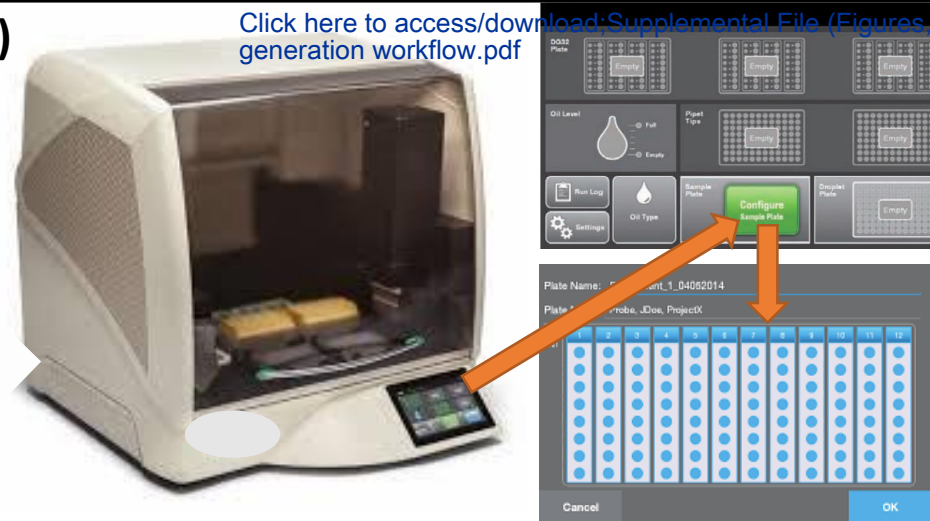 )
Click here to access/download;Supplemental File (Figures,
generation workflow.pdf
DG32
Plate
Empty
Empty
Empty
Oil Level
Full
Empty
Pipet
Tips
Empty
Empty
Run Log
Settings
Oil Type
Sample
Plate
Configure
Sample Plate
Droplet
Plate
Empty
Plate Name:
ant_1_04062014
Plate
Probe, JDoe, ProjectX
1 2 3 4 5 6 7 8 9 10 11 12
Cancel
OK